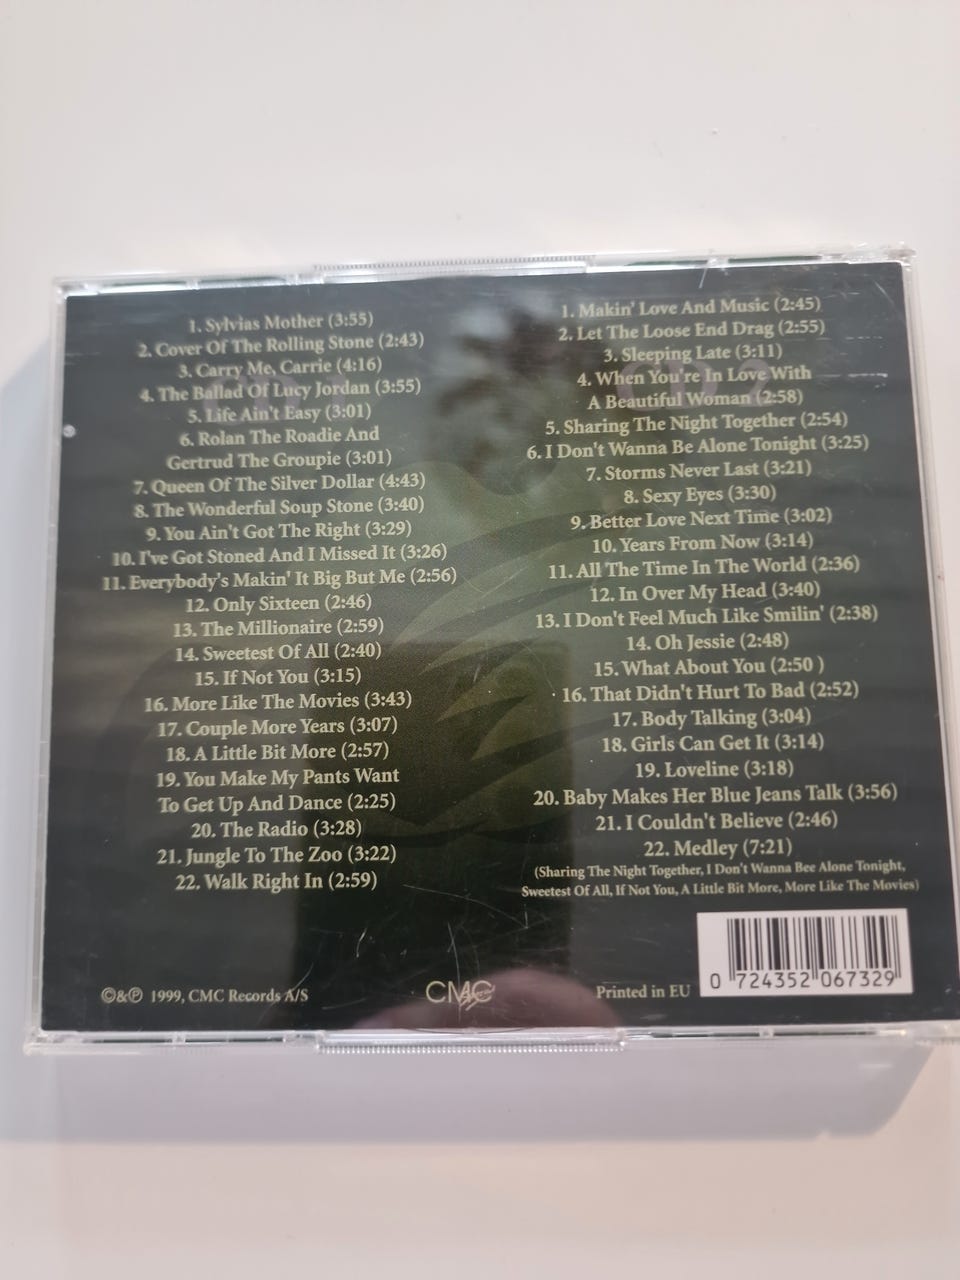 CD 1
1. Sylvias Mother (3:55)
2. Cover Of The Rolling Stone (2:43)
3. Carry Me, Carrie (4:16)
4. The Ballad Of Lucy Jordan (3:55)
5. Life Ain't Easy (3:01)
6. Rolan The Roadie And
Gertrud The Groupie (3:01)
7. Queen Of The Silver Dollar (4:43)
8. The Wonderful Soup Stone (3:40)
9. You Ain't Got The Right (3:29)
10. I've Got Stoned And I Missed It (3:26)
11. Everybody's Makin' It Big But Me (2:56)
12. Only Sixteen (2:46)
13. The Millionaire (2:59)
14. Sweetest Of All (2:40)
15. If Not You (3:15)
16. More Like The Movies (3:43)
17. Couple More Years (3:07)
18. A Little Bit More (2:57)
19. You Make My Pants Want
To Get Up And Dance (2:25)
20. The Radio (3:28)
21. Jungle To The Zoo (3:22)
22. Walk Right In (2:59)
CD 2
1. Makin' Love And Music (2:45)
2. Let The Loose End Drag (2:55)
3. Sleeping Late (3:11)
4. When You're In Love With
A Beautiful Woman (2:58)
5. Sharing The Night Together (2:54)
6. I Don't Wanna Be Alone Tonight (3:25)
7. Storms Never Last (3:21)
8. Sexy Eyes (3:30)
9. Better Love Next Time (3:02)
10. Years From Now (3:14)
11. All The Time In The World (2:36)
12. In Over My Head (3:40)
13. I Don't Feel Much Like Smilin' (2:38)
14. Oh Jessie (2:48)
15. What About You (2:50 )
16. That Didn't Hurt To Bad (2:52)
17. Body Talking (3:04)
18. Girls Can Get It (3:14)
19. Loveline (3:18)
20. Baby Makes Her Blue Jeans Talk (3:56)
21. I Couldn't Believe (2:46)
22. Medley (7:21)
(Sharing The Night Together, I Don't Wanna Bee Alone Tonight,
Sweetest Of All, If Not You, A Little Bit More, More Like The Movies)
©&℗ 1999, CMC Records A/S
CMC
Printed in EU
0 724352 067329